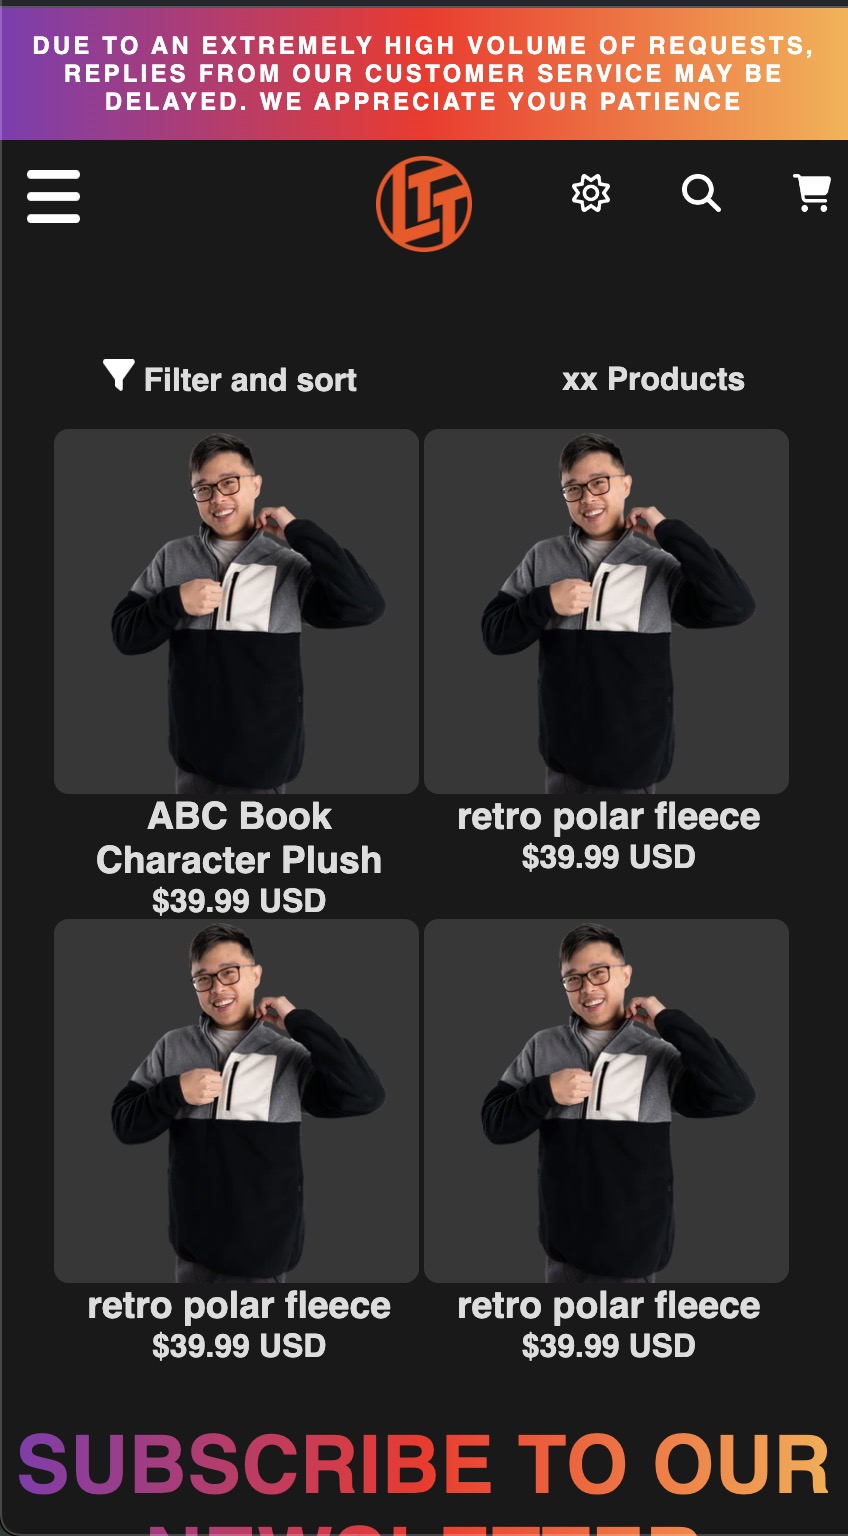 DUE TO AN EXTREMELY HIGH VOLUME OF REQUESTS,
REPLIES FROM OUR CUSTOMER SERVICE MAY BE
DELAYED. WE APPRECIATE YOUR PATIENCE
LTT
Filter and sort
xx Products
ABC Book
Character Plush
$39.99 USD
retro polar fleece
$39.99 USD
retro polar fleece
$39.99 USD
retro polar fleece
$39.99 USD
SUBSCRIBE TO OUR
NEWSLETTER